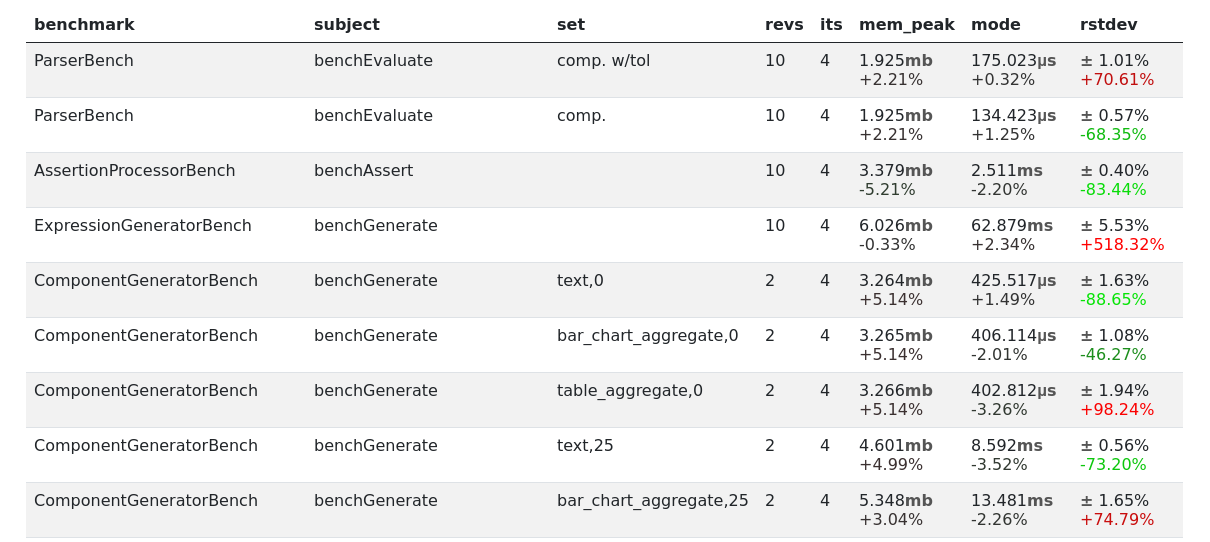 benchmark subject set revs its mem_peak mode rstdev
ParserBench benchEvaluate comp. w/tol 10 4 1.925mb 175.023µs ± 1.01%
+2.21% +0.32% +70.61%
ParserBench benchEvaluate comp. 10 4 1.925mb 134.423µs ± 0.57%
+2.21% +1.25% -68.35%
AssertionProcessorBench benchAssert 10 4 3.379mb 2.511ms ± 0.40%
-5.21% -2.20% -83.44%
ExpressionGeneratorBench benchGenerate 10 4 6.026mb 62.879ms ± 5.53%
-0.33% +2.34% +518.32%
ComponentGeneratorBench benchGenerate text,0 2 4 3.264mb 425.517µs ± 1.63%
+5.14% +1.49% -88.65%
ComponentGeneratorBench benchGenerate bar_chart_aggregate,0 2 4 3.265mb 406.114µs ± 1.08%
+5.14% -2.01% -46.27%
ComponentGeneratorBench benchGenerate table_aggregate,0 2 4 3.266mb 402.812µs ± 1.94%
+5.14% -3.26% +98.24%
ComponentGeneratorBench benchGenerate text,25 2 4 4.601mb 8.592ms ± 0.56%
+4.99% -3.52% -73.20%
ComponentGeneratorBench benchGenerate bar_chart_aggregate,25 2 4 5.348mb 13.481ms ± 1.65%
+3.04% -2.26% +74.79%